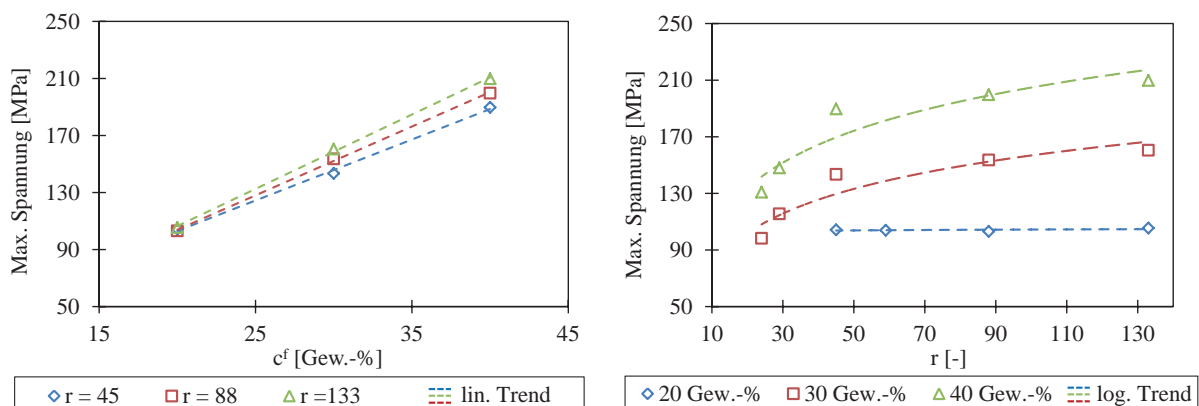 Max. Spannung [MPa]
250
210
170
130
90
50
15 25 35 45
cᶠ [Gew.-%]
r = 45 r = 88 r =133 lin. Trend
Max. Spannung [MPa]
250
210
170
130
90
50
10 30 50 70 90 110 130
r [-]
20 Gew.-% 30 Gew.-% 40 Gew.-% log. Trend